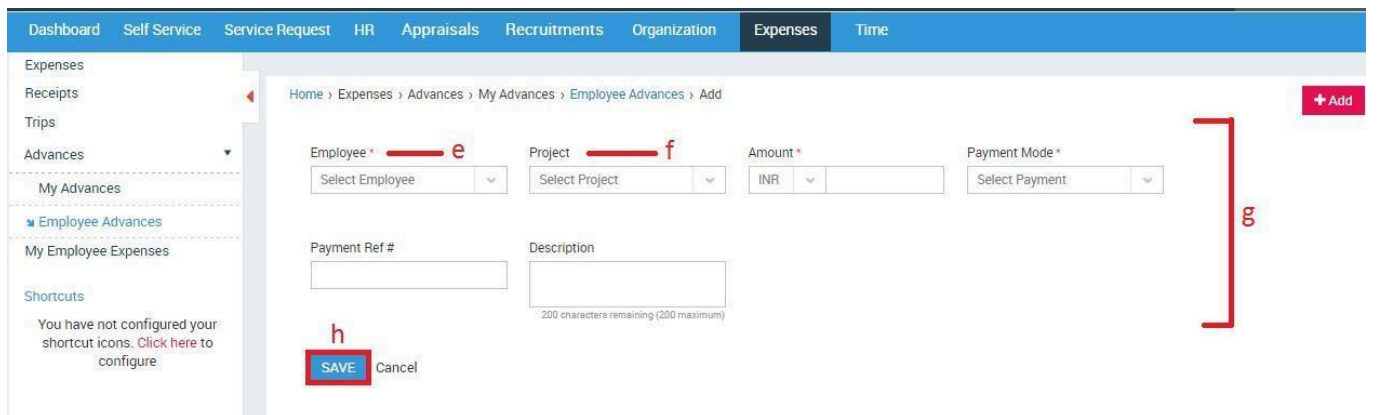 Dashboard Self Service Service Request HR Appraisals Recruitments Organization Expenses Time
Expenses
Receipts
Trips
Advances
My Advances
Employee Advances
My Employee Expenses
Shortcuts
You have not configured your
shortcut icons. Click here to
configure
Home › Expenses › Advances › My Advances › Employee Advances › Add
+ Add
Employee * e Project f Amount * Payment Mode *
Select Employee Select Project INR Select Payment
g
Payment Ref # Description
200 characters remaining (200 maximum)
h
SAVE Cancel